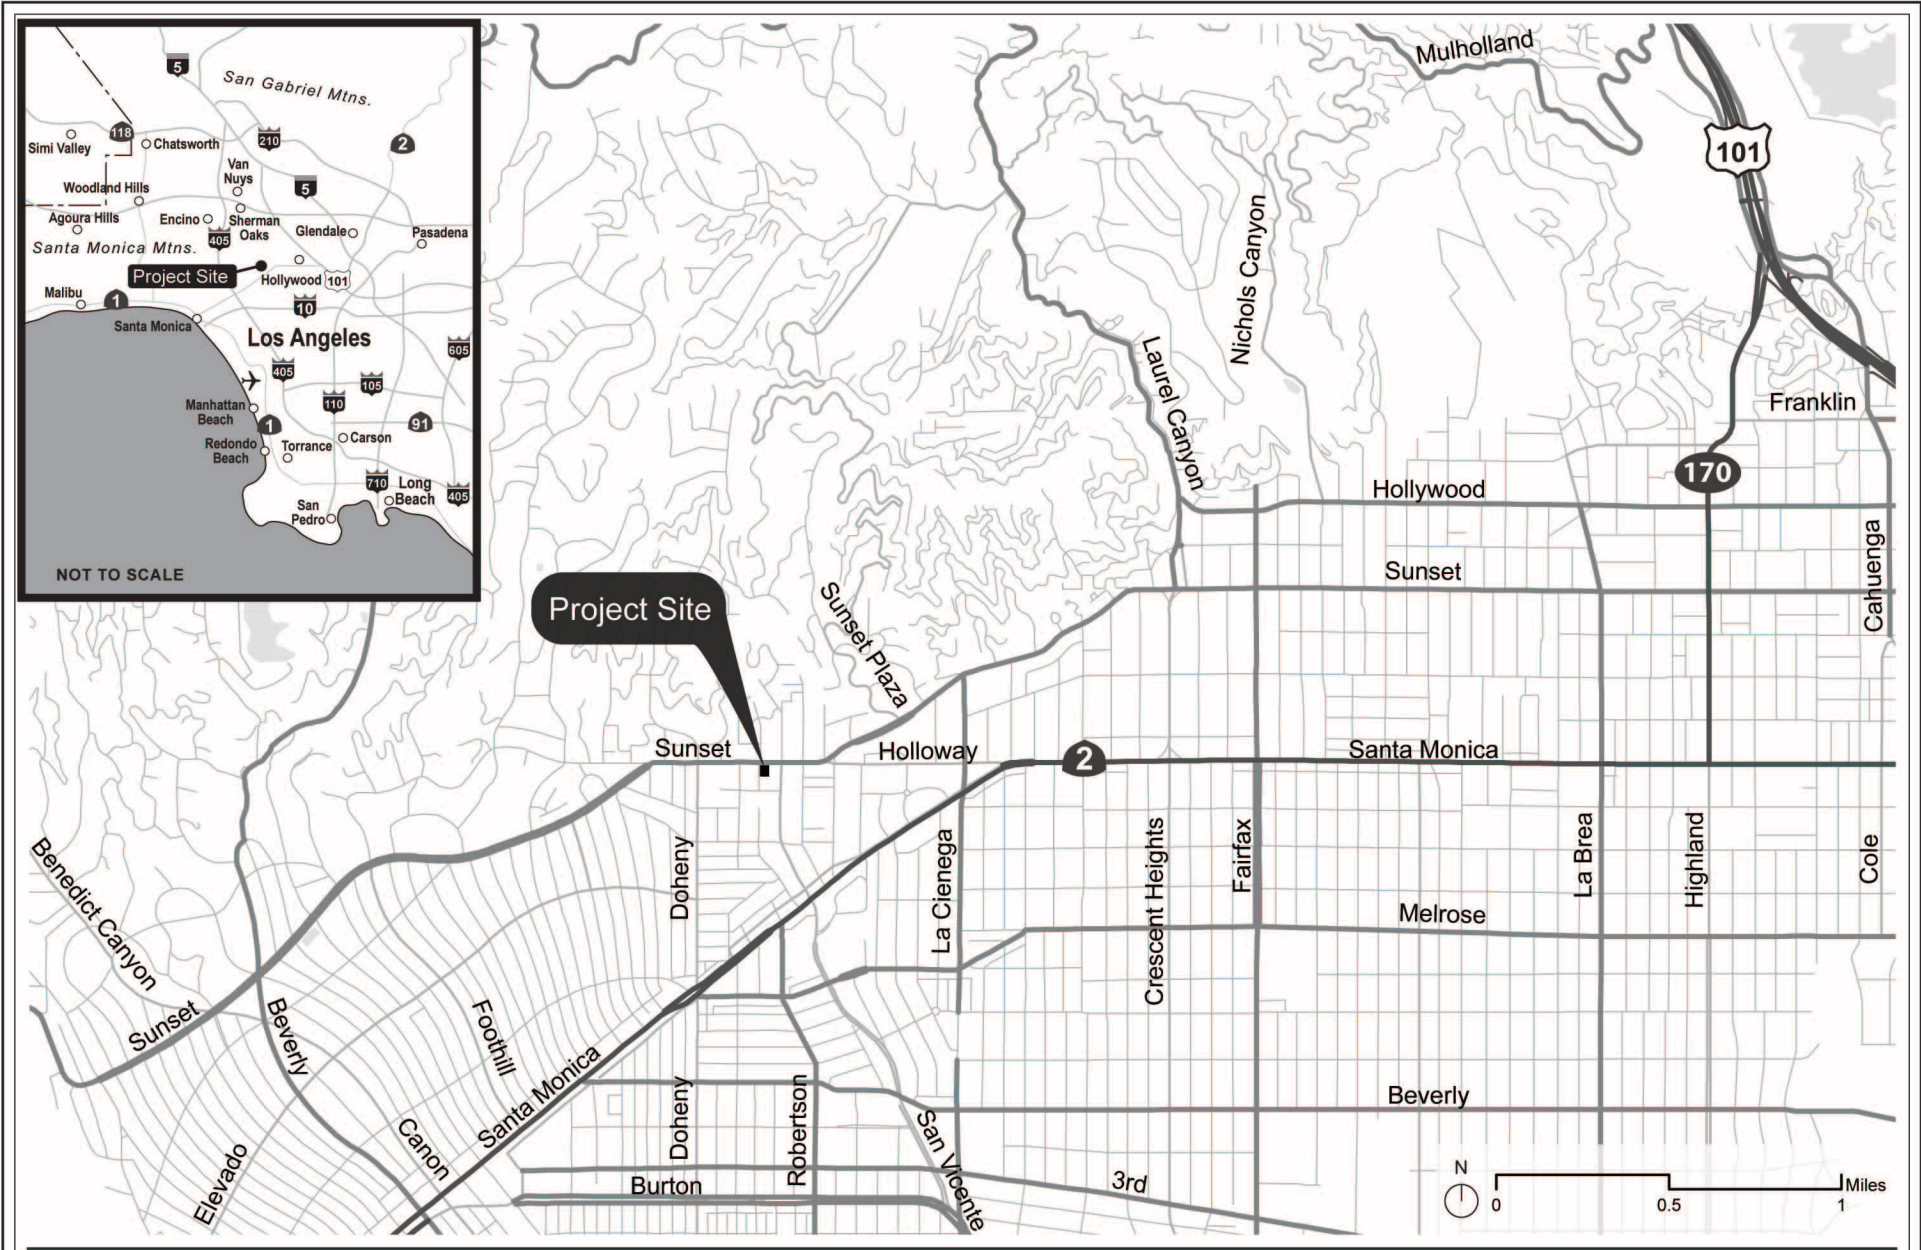 5
San Gabriel Mtns.
118
Simi Valley
Chatsworth
210
2
Van
Nuys
5
Woodland Hills
Agoura Hills
Encino
Sherman
Oaks
Glendale
Pasadena
405
Santa Monica Mtns.
Project Site
Hollywood
101
Malibu
1
10
Santa Monica
Los Angeles
605
405
105
110
Manhattan
Beach
1
91
Redondo
Beach
Torrance
Carson
710
Long
Beach
405
San
Pedro
NOT TO SCALE
Mulholland
101
Nichols Canyon
Laurel Canyon
Franklin
170
Hollywood
Cahuenga
Sunset
Project Site
Sunset Plaza
Sunset
Holloway
2
Santa Monica
Benedict Canyon
Doheny
La Cienega
Crescent Heights
Fairfax
La Brea
Highland
Cole
Melrose
Sunset
Beverly
Foothill
Santa Monica
Doheny
Robertson
Beverly
San Vicente
Elevado
Canon
Burton
3rd
N
0
0.5
1
Miles